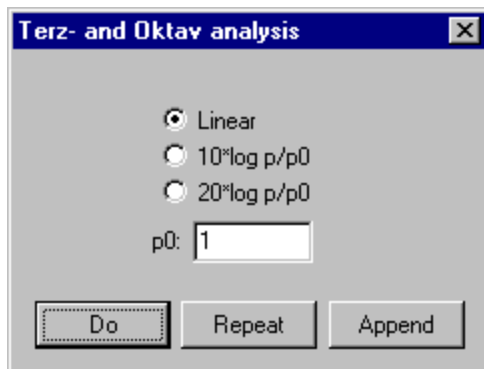 Terz- and Oktav analysis
Linear
10*log p/p0
20*log p/p0
p0: 1
Do Repeat Append